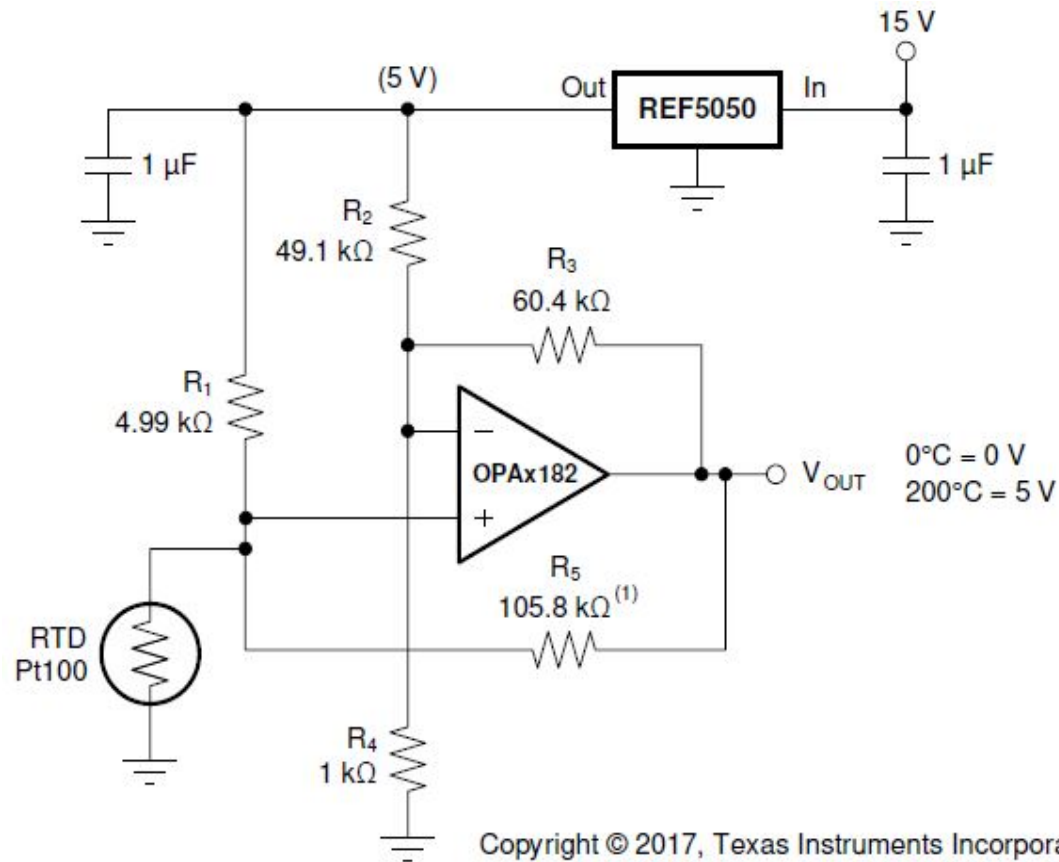 15 V
(5 V)
Out
REF5050
In
1 µF
1 µF
R2
49.1 kΩ
R3
60.4 kΩ
R1
4.99 kΩ
−
OPAx182
+
VOUT
0°C = 0 V
200°C = 5 V
R5
105.8 kΩ(1)
RTD
Pt100
R4
1 kΩ
Copyright © 2017, Texas Instruments Incorpora